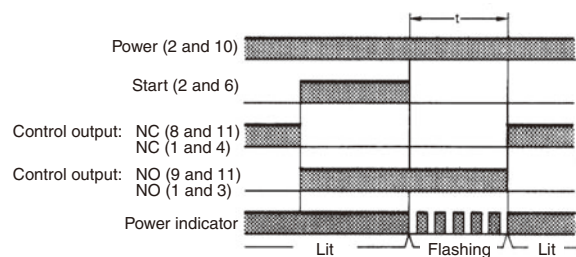 t
Power (2 and 10)
Start (2 and 6)
Control output: NC (8 and 11)
NC (1 and 4)
Control output: NO (9 and 11)
NO (1 and 3)
Power indicator
Lit Flashing Lit